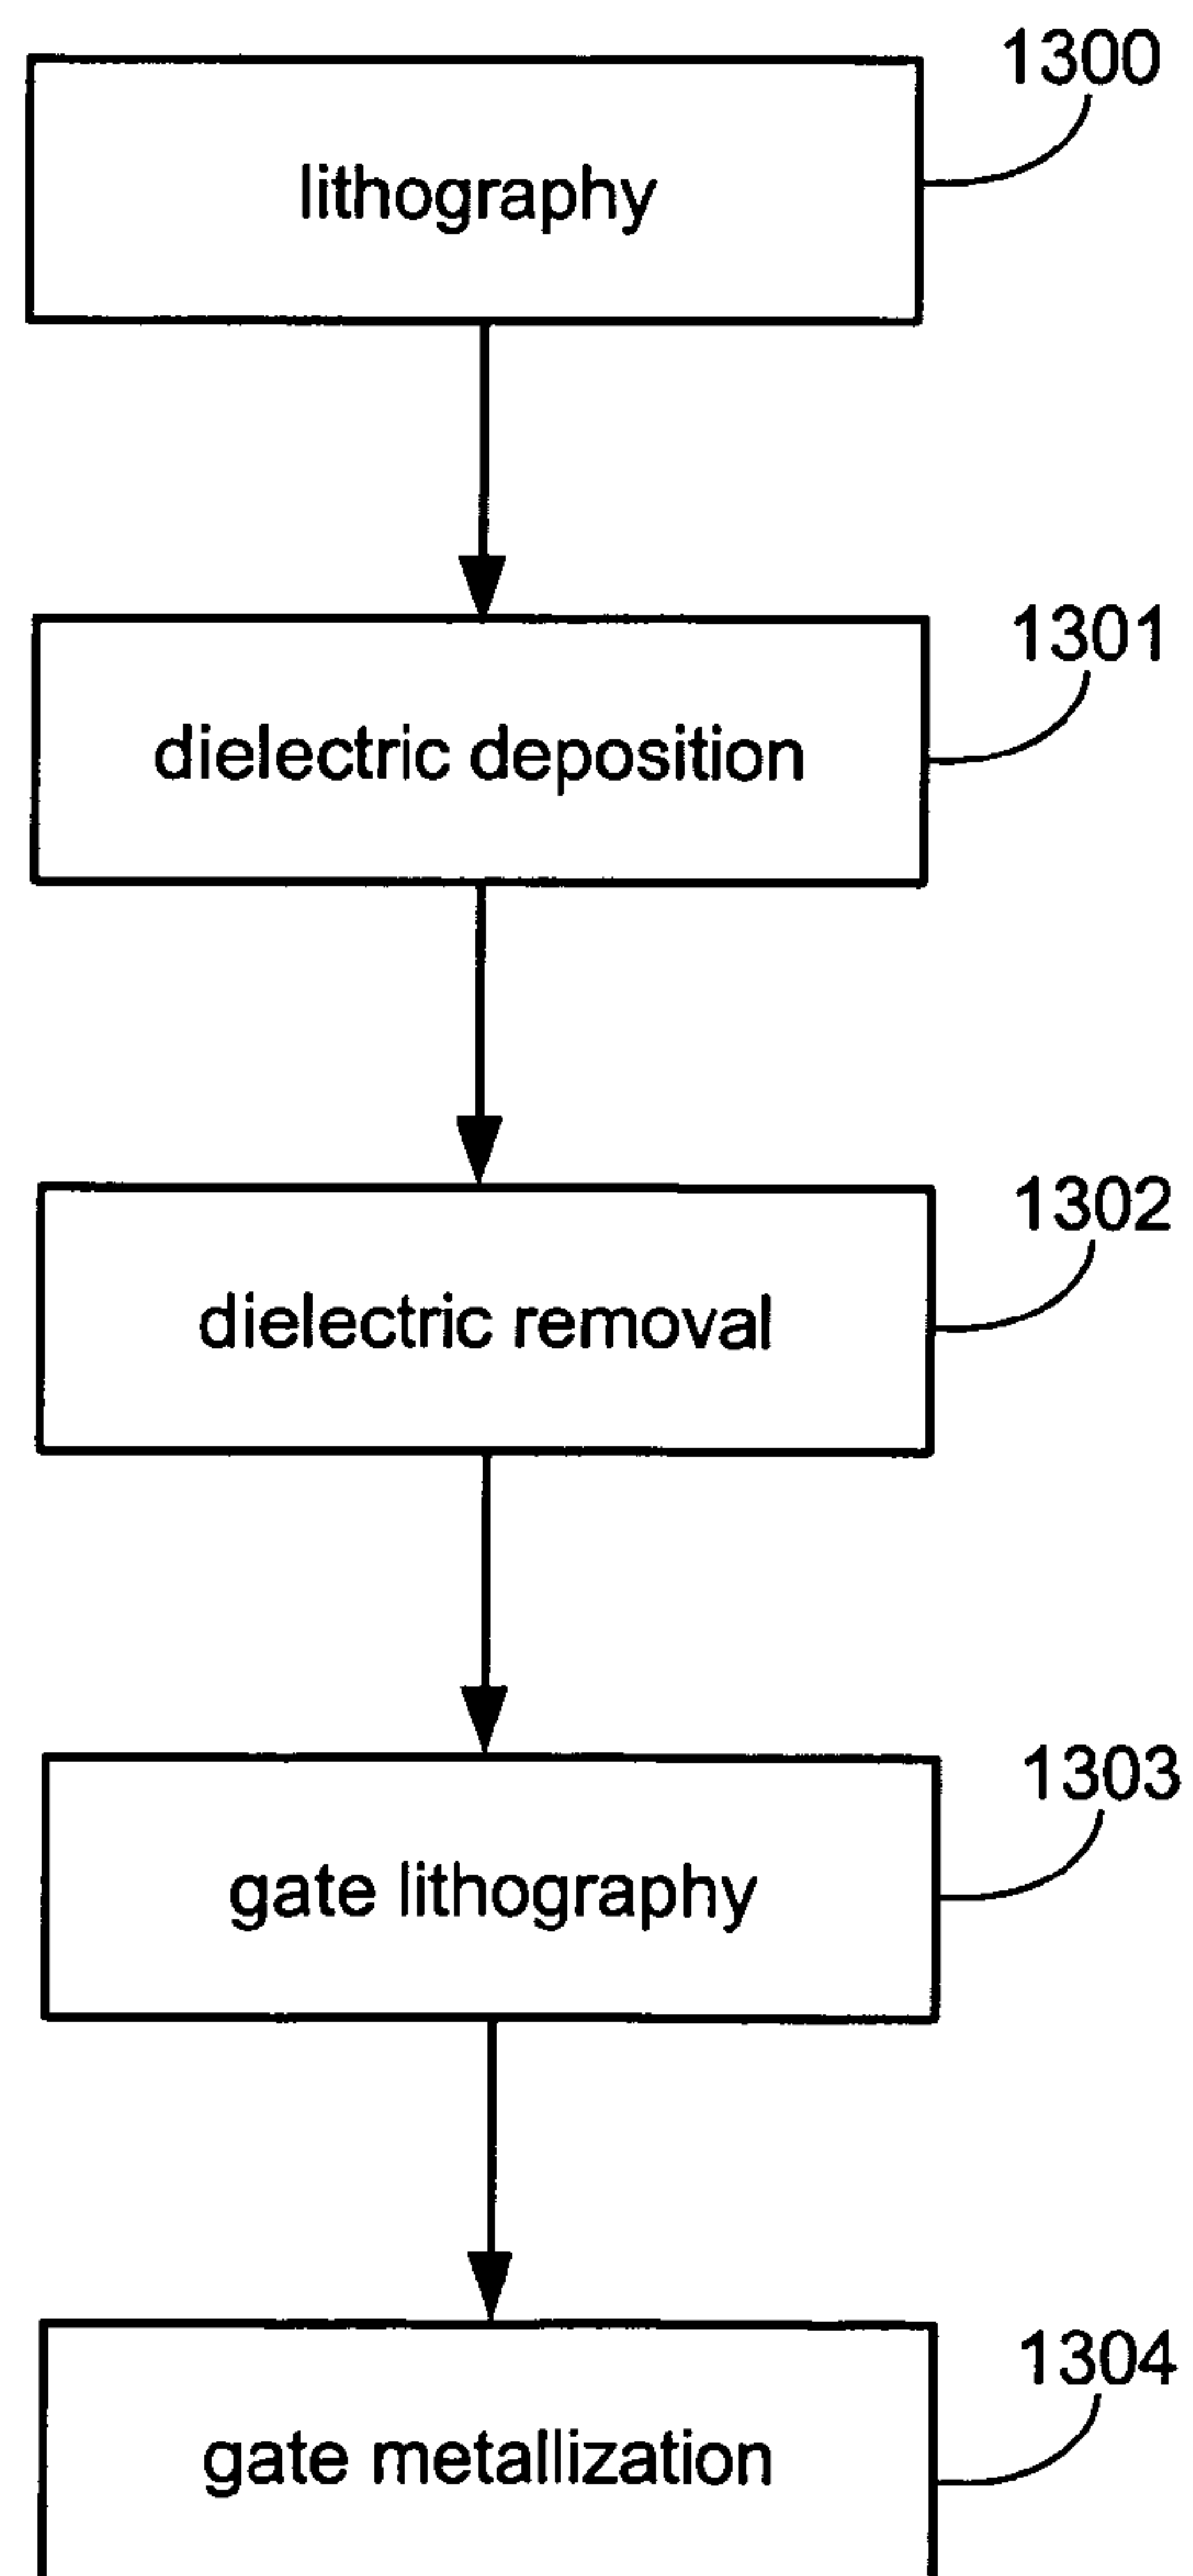 1300
lithography
1301
dielectric deposition
1302
dielectric removal
1303
gate lithography
1304
gate metallization